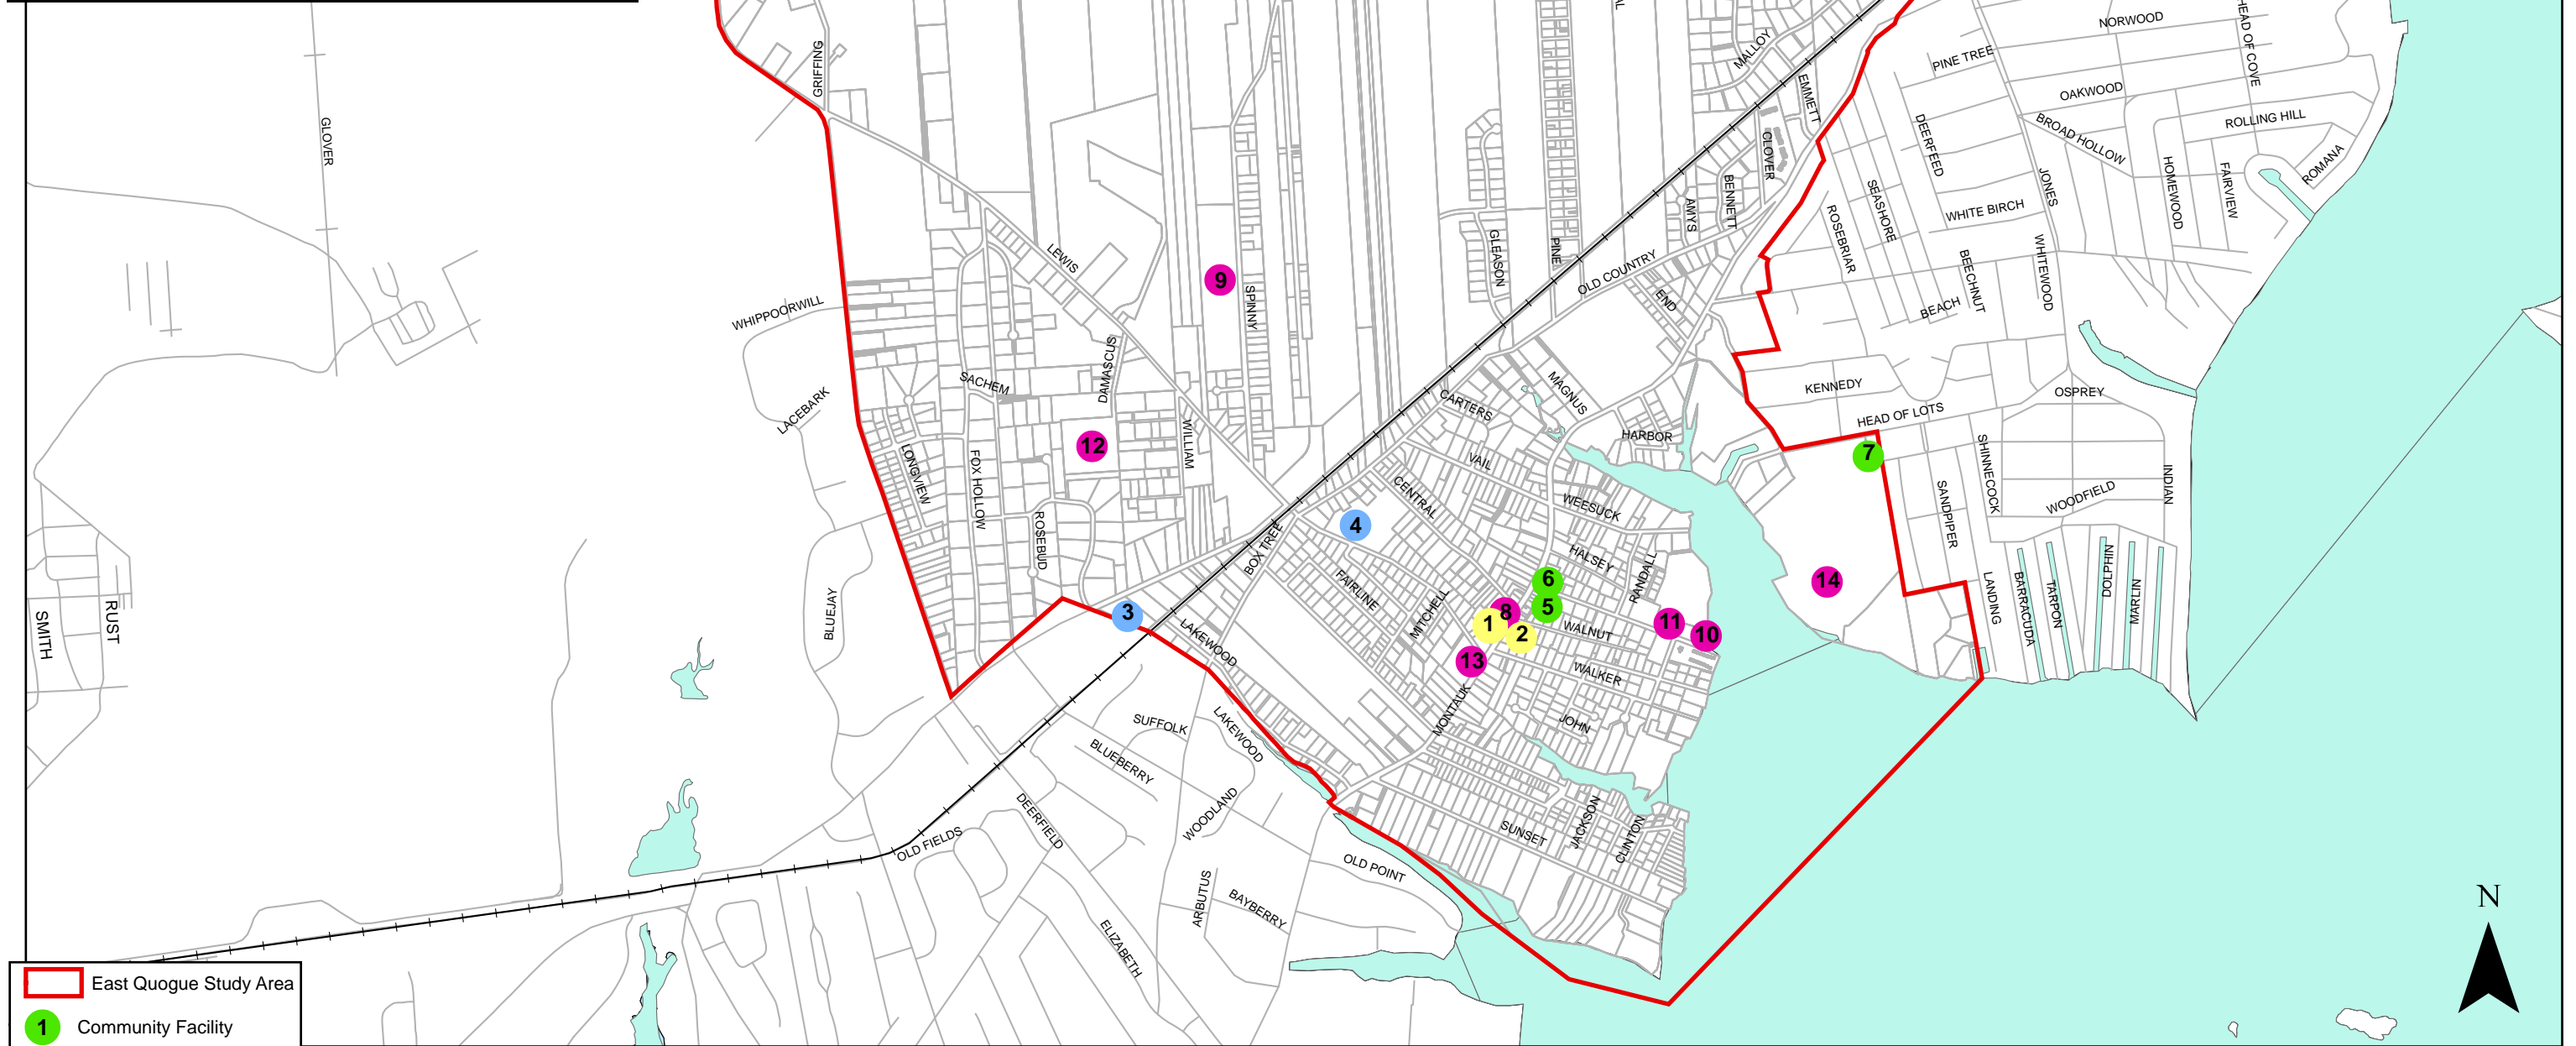 NORWOOD
HEAD OF COVE
GRIFFING
MALLOY
PINE TREE
EMMETT
OAKWOOD
GLOVER
CLOVER
DEERFEED
BROAD HOLLOW
ROLLING HILL
ROMANA
HOMEWOOD
FAIRVIEW
JONES
SEASHORE
WHITE BIRCH
AMYS
BENNETT
ROSEBRIAR
LEWIS
GLEASON
PINE
OLD COUNTRY
WHITEWOOD
BEECHNUT
9
SPINNY
END
BEACH
WHIPPOORWILL
DAMASCUS
SACHEM
MAGNUS
KENNEDY
OSPREY
LACEBARK
CARTERS
HEAD OF LOTS
12
WILLIAM
HARBOR
7
LONGVIEW
FOX HOLLOW
VAIL
SHINNECOCK
INDIAN
CENTRAL
WEESUCK
WOODFIELD
SANDPIPER
4
ROSEBUD
BOX TREE
HALSEY
RANDALL
FAIRLINE
6
14
5
DOLPHIN
MARLIN
TARPON
BARRACUDA
LANDING
BLUEJAY
3
MITCHELL
8
1
2
11
10
RUST
SMITH
LAKEWOOD
WALNUT
13
WALKER
MONTAUK
JOHN
SUFFOLK
LAKEWOOD
BLUEBERRY
WOODLAND
DEERFIELD
OLD FIELDS
SUNSET
JACKSON
CLINTON
OLD POINT
ARBUTUS
BAYBERRY
ELIZABETH
N
East Quogue Study Area
1 Community Facility